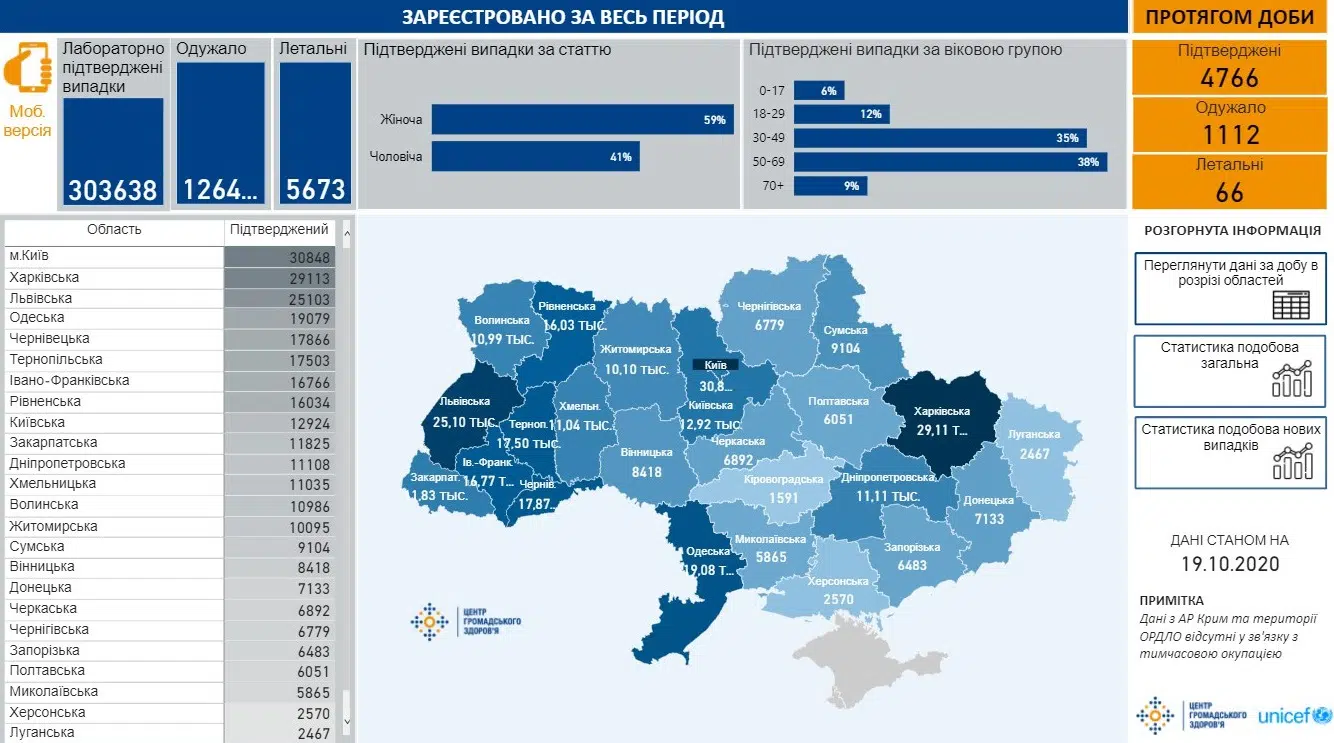 ЗАРЕЄСТРОВАНО ЗА ВЕСЬ ПЕРІОД
ПРОТЯГОМ ДОБИ
Моб.
версія
Лабораторно
підтверджені
випадки
303638
Одужало
1264...
Летальні
5673
Підтверджені випадки за статтю
Жіноча 59%
Чоловіча 41%
Підтверджені випадки за віковою групою
0-17 6%
18-29 12%
30-49 35%
50-69 38%
70+ 9%
Підтверджені
4766
Одужало
1112
Летальні
66
Область Підтверджений
м.Київ 30848
Харківська 29113
Львівська 25103
Одеська 19079
Чернівецька 17866
Тернопільська 17503
Івано-Франківська 16766
Рівненська 16034
Київська 12924
Закарпатська 11825
Дніпропетровська 11108
Хмельницька 11035
Волинська 10986
Житомирська 10095
Сумська 9104
Вінницька 8418
Донецька 7133
Черкаська 6892
Чернігівська 6779
Запорізька 6483
Полтавська 6051
Миколаївська 5865
Херсонська 2570
Луганська 2467
Волинська
10,99 ТЫС.
Рівненська
16,03 ТЫС.
Житомирська
10,10 ТЫС.
Київ
30,8...
Київська
12,92 ТЫС.
Чернігівська
6779
Сумська
9104
Львівська
25,10 ТЫС.
Терноп.
17,50 ТЫС.
Хмельн.
11,04 ТЫС.
Вінницька
8418
Черкаська
6892
Полтавська
6051
Харківська
29,11 Т...
Луганська
2467
Закарпат.
1,83 ТЫС.
Ів.-Франк.
16,77 Т...
Чернів.
17,87...
Кіровоградська
1591
Дніпропетровська
11,11 ТЫС.
Донецька
7133
Одеська
19,08 Т...
Миколаївська
5865
Запорізька
6483
Херсонська
2570
ЦЕНТР
ГРОМАДСЬКОГО
ЗДОРОВ'Я
РОЗГОРНУТА ІНФОРМАЦІЯ
Переглянути дані за добу в
розрізі областей
Статистика подобова
загальна
Статистика подобова нових
випадків
ДАНІ СТАНОМ НА
19.10.2020
ПРИМІТКА
Дані з АР Крим та території
ОРДЛО відсутні у зв'язку з
тимчасовою окупацією
ЦЕНТР
ГРОМАДСЬКОГО
ЗДОРОВ'Я
unicef